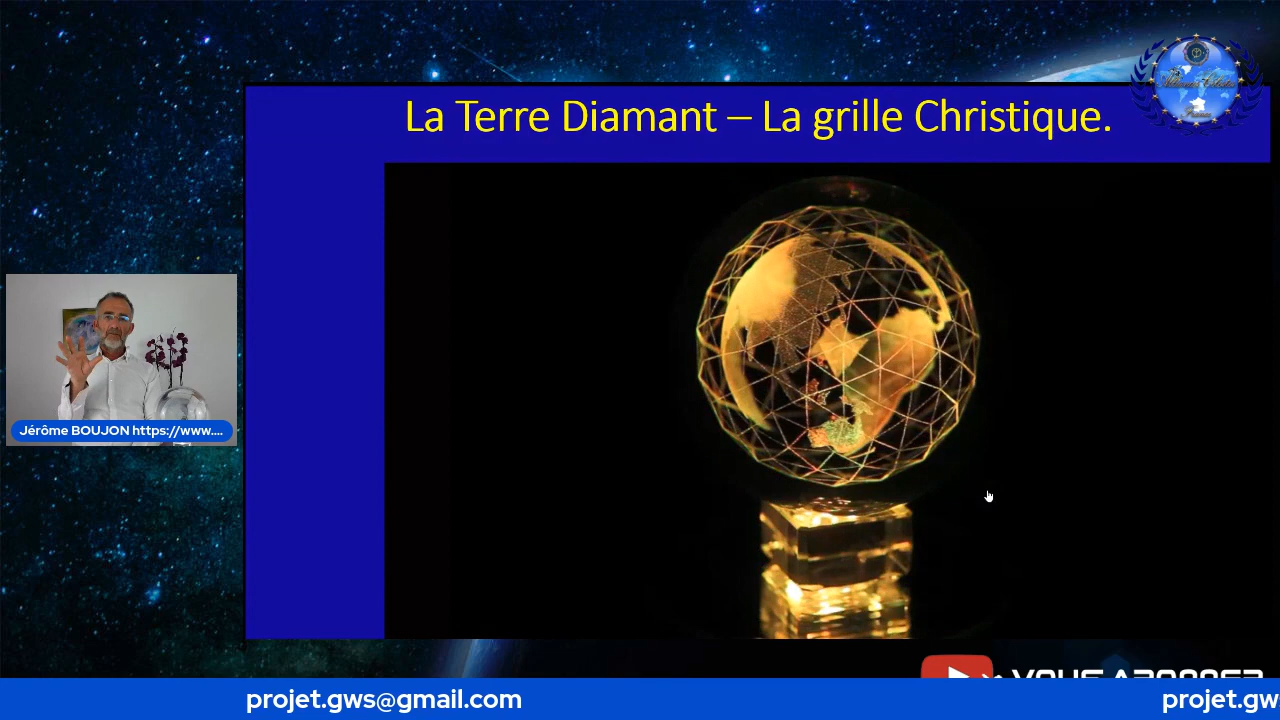 La Terre Diamant – La grille Christique.
Jérôme BOUJON https://www....
projet.gws@gmail.com
projet.gw